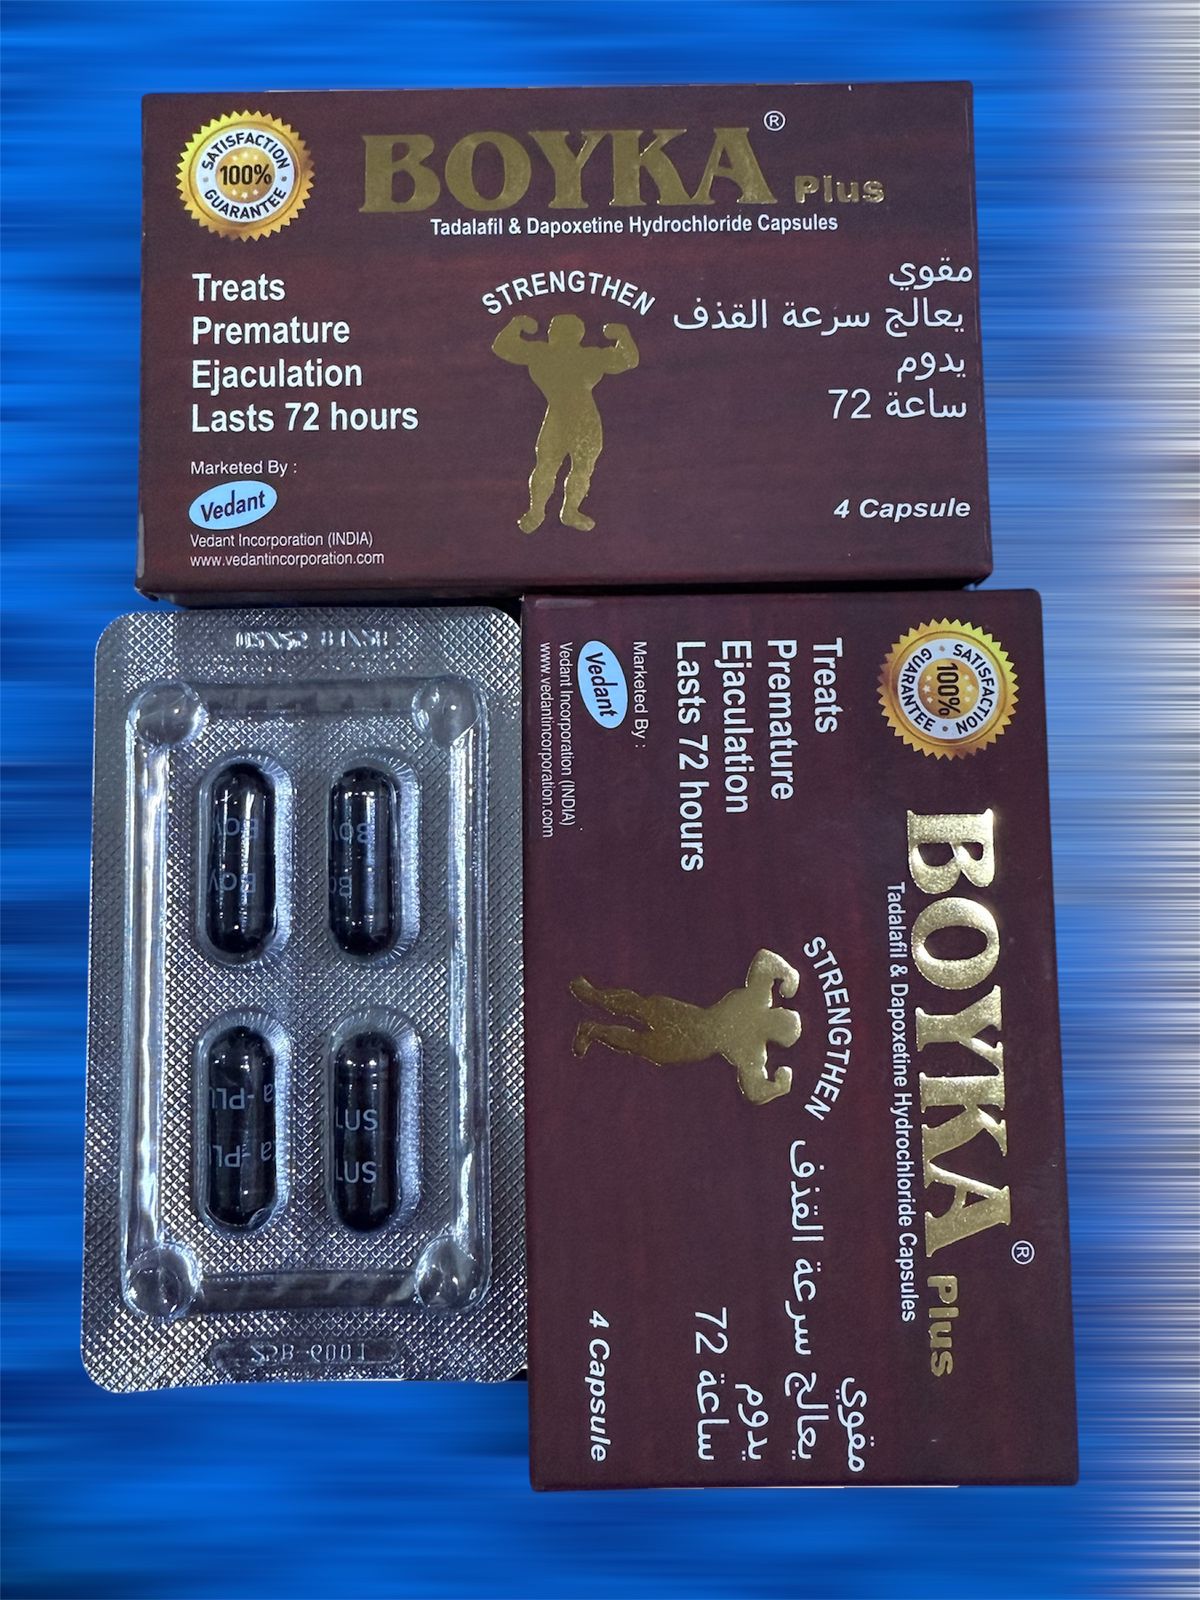 SATISFACTION
100%
GUARANTEE
BOYKA® Plus
Tadalafil & Dapoxetine Hydrochloride Capsules
Treats
Premature
Ejaculation
Lasts 72 hours
STRENGTHEN
مقوي
يعالج سرعة القذف
يدوم
72 ساعة
Marketed By :
Vedant
Vedant Incorporation (INDIA)
www.vedantincorporation.com
4 Capsule
SATISFACTION
100%
GUARANTEE
BOYKA® Plus
Tadalafil & Dapoxetine Hydrochloride Capsules
Treats
Premature
Ejaculation
Lasts 72 hours
STRENGTHEN
مقوي
يعالج سرعة القذف
يدوم
72 ساعة
Marketed By :
Vedant
Vedant Incorporation (INDIA)
www.vedantincorporation.com
4 Capsule